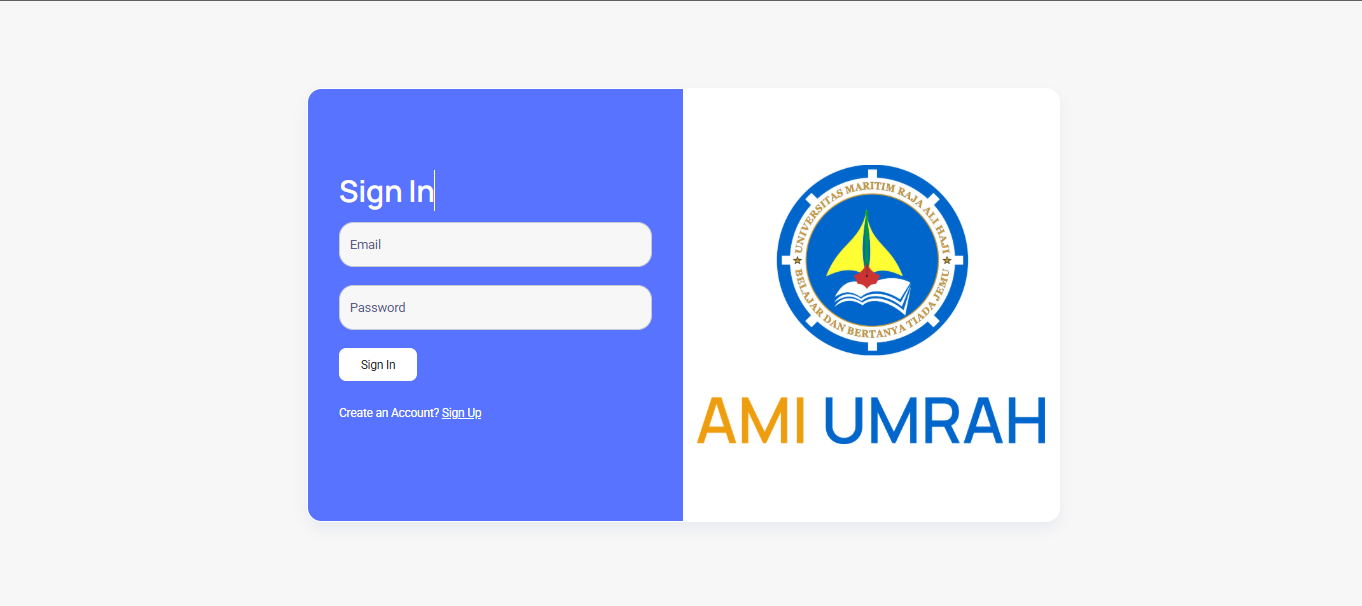 Sign In
Email
Password
Sign In
Create an Account? Sign Up
UNIVERSITAS MARITIM RAJA ALI HAJI
BELAJAR DAN BERTANYA TIADA JEMU
AMI UMRAH